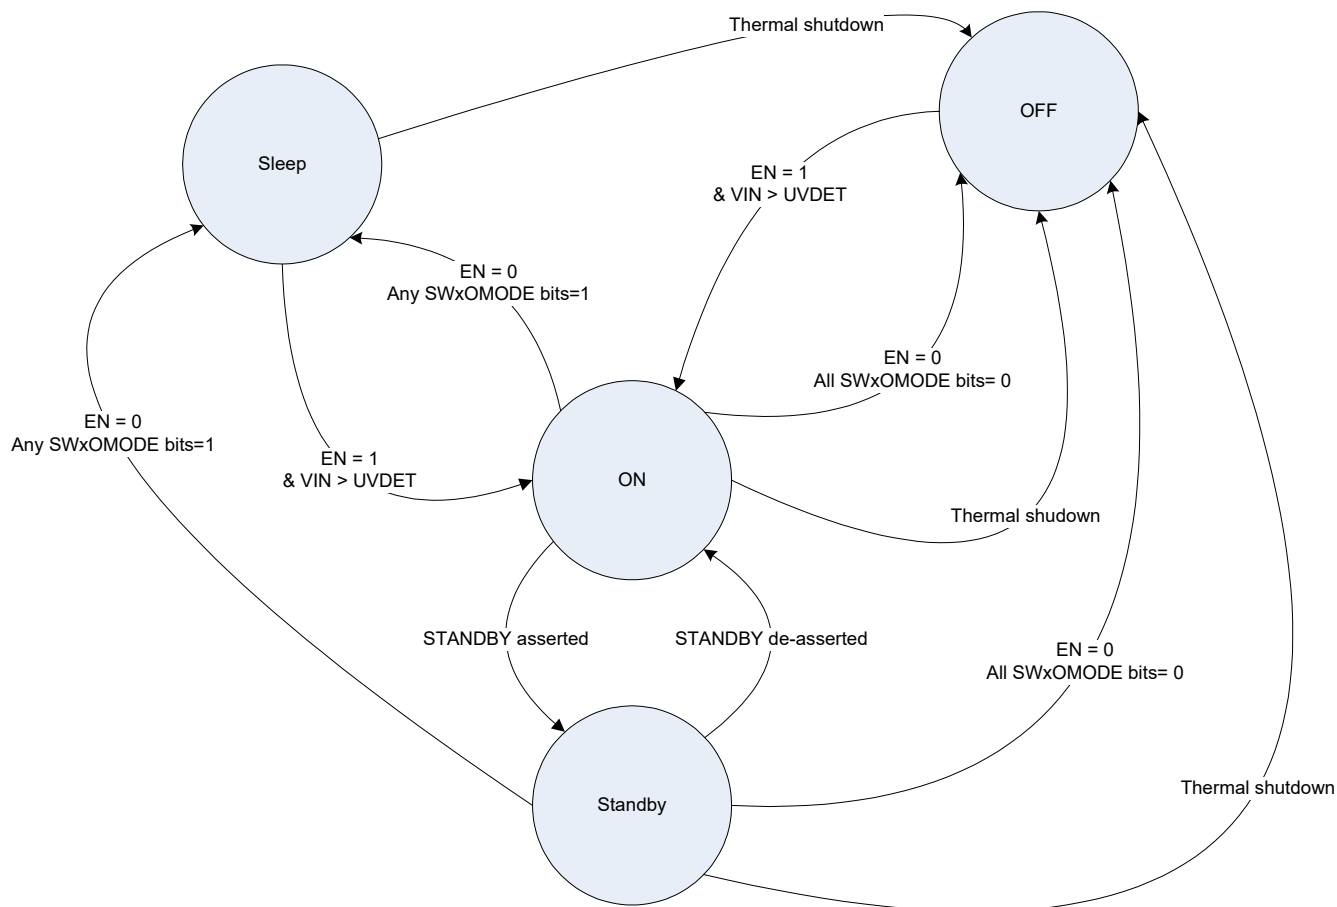 Thermal shutdown
OFF
Sleep
EN = 1
& VIN > UVDET
EN = 0
Any SWxOMODE bits=1
EN = 0
All SWxOMODE bits= 0
EN = 0
Any SWxOMODE bits=1
EN = 1
& VIN > UVDET
ON
Thermal shudown
STANDBY asserted
STANDBY de-asserted
EN = 0
All SWxOMODE bits= 0
Thermal shutdown
Standby